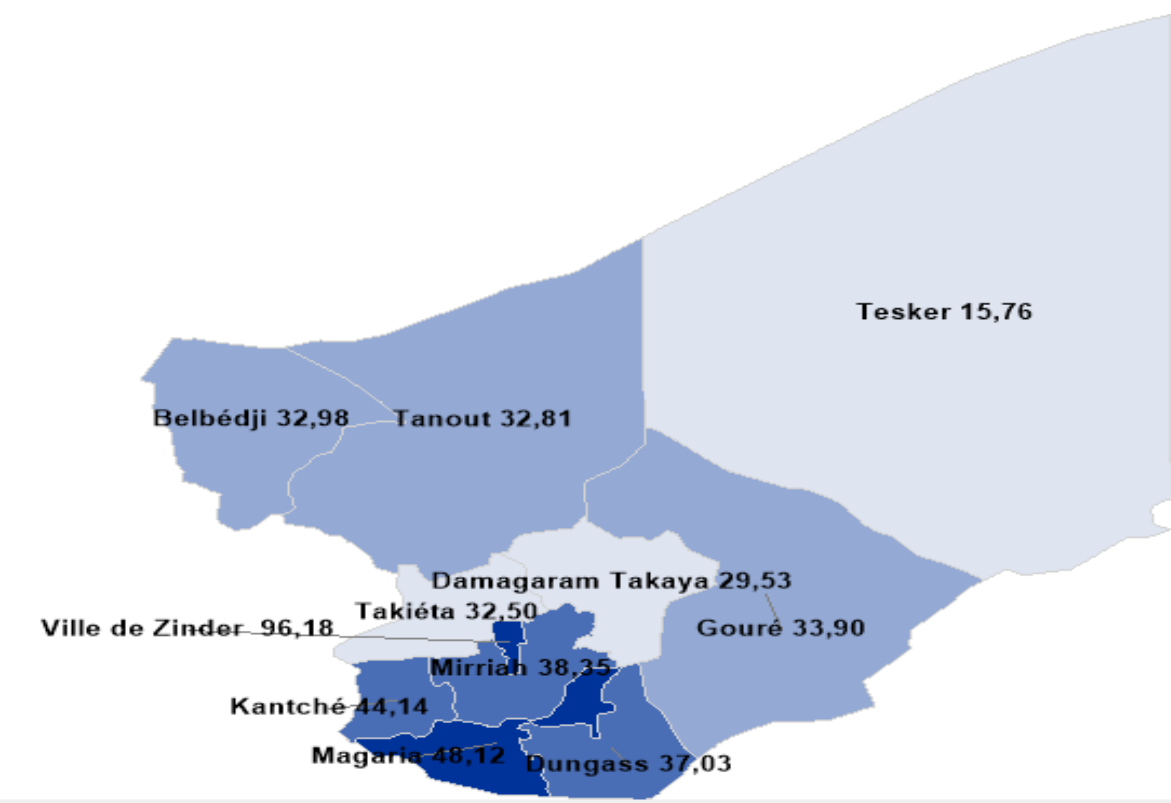 Tesker 15,76
Belbédji 32,98
Tanout 32,81
Damagaram Takaya 29,53
Takiéta 32,50
Ville de Zinder 96,18
Gouré 33,90
Mirriah 38,35
Kantché 44,14
Magaria 48,12
Dungass 37,03